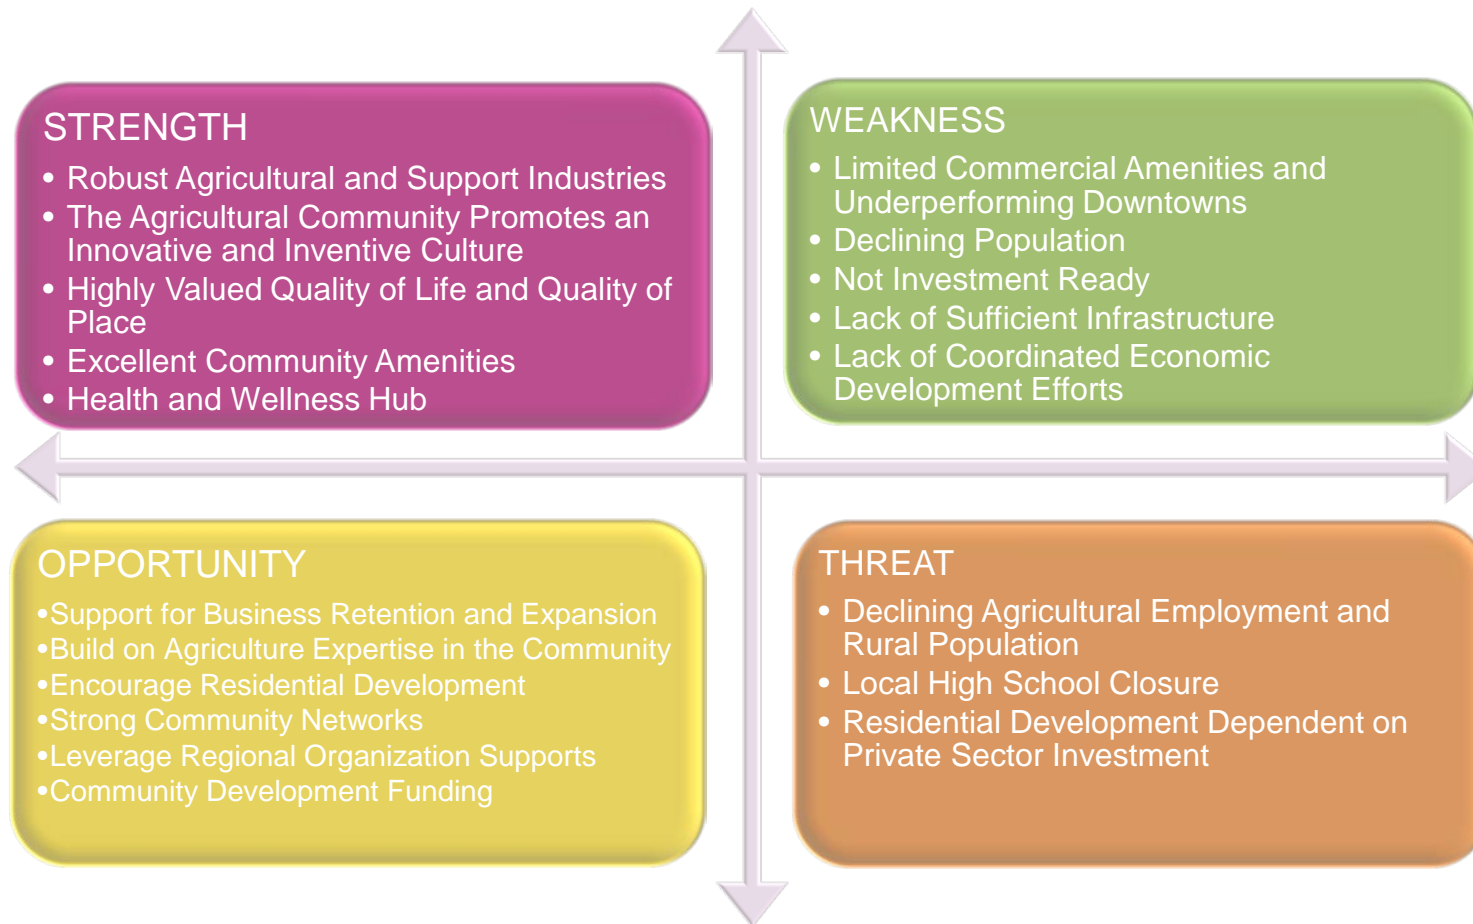 STRENGTH
• Robust Agricultural and Support Industries
• The Agricultural Community Promotes an
Innovative and Inventive Culture
• Highly Valued Quality of Life and Quality of
Place
• Excellent Community Amenities
• Health and Wellness Hub
WEAKNESS
• Limited Commercial Amenities and
Underperforming Downtowns
• Declining Population
• Not Investment Ready
• Lack of Sufficient Infrastructure
• Lack of Coordinated Economic
Development Efforts
OPPORTUNITY
•Support for Business Retention and Expansion
•Build on Agriculture Expertise in the Community
•Encourage Residential Development
•Strong Community Networks
•Leverage Regional Organization Supports
•Community Development Funding
THREAT
• Declining Agricultural Employment and
Rural Population
• Local High School Closure
• Residential Development Dependent on
Private Sector Investment